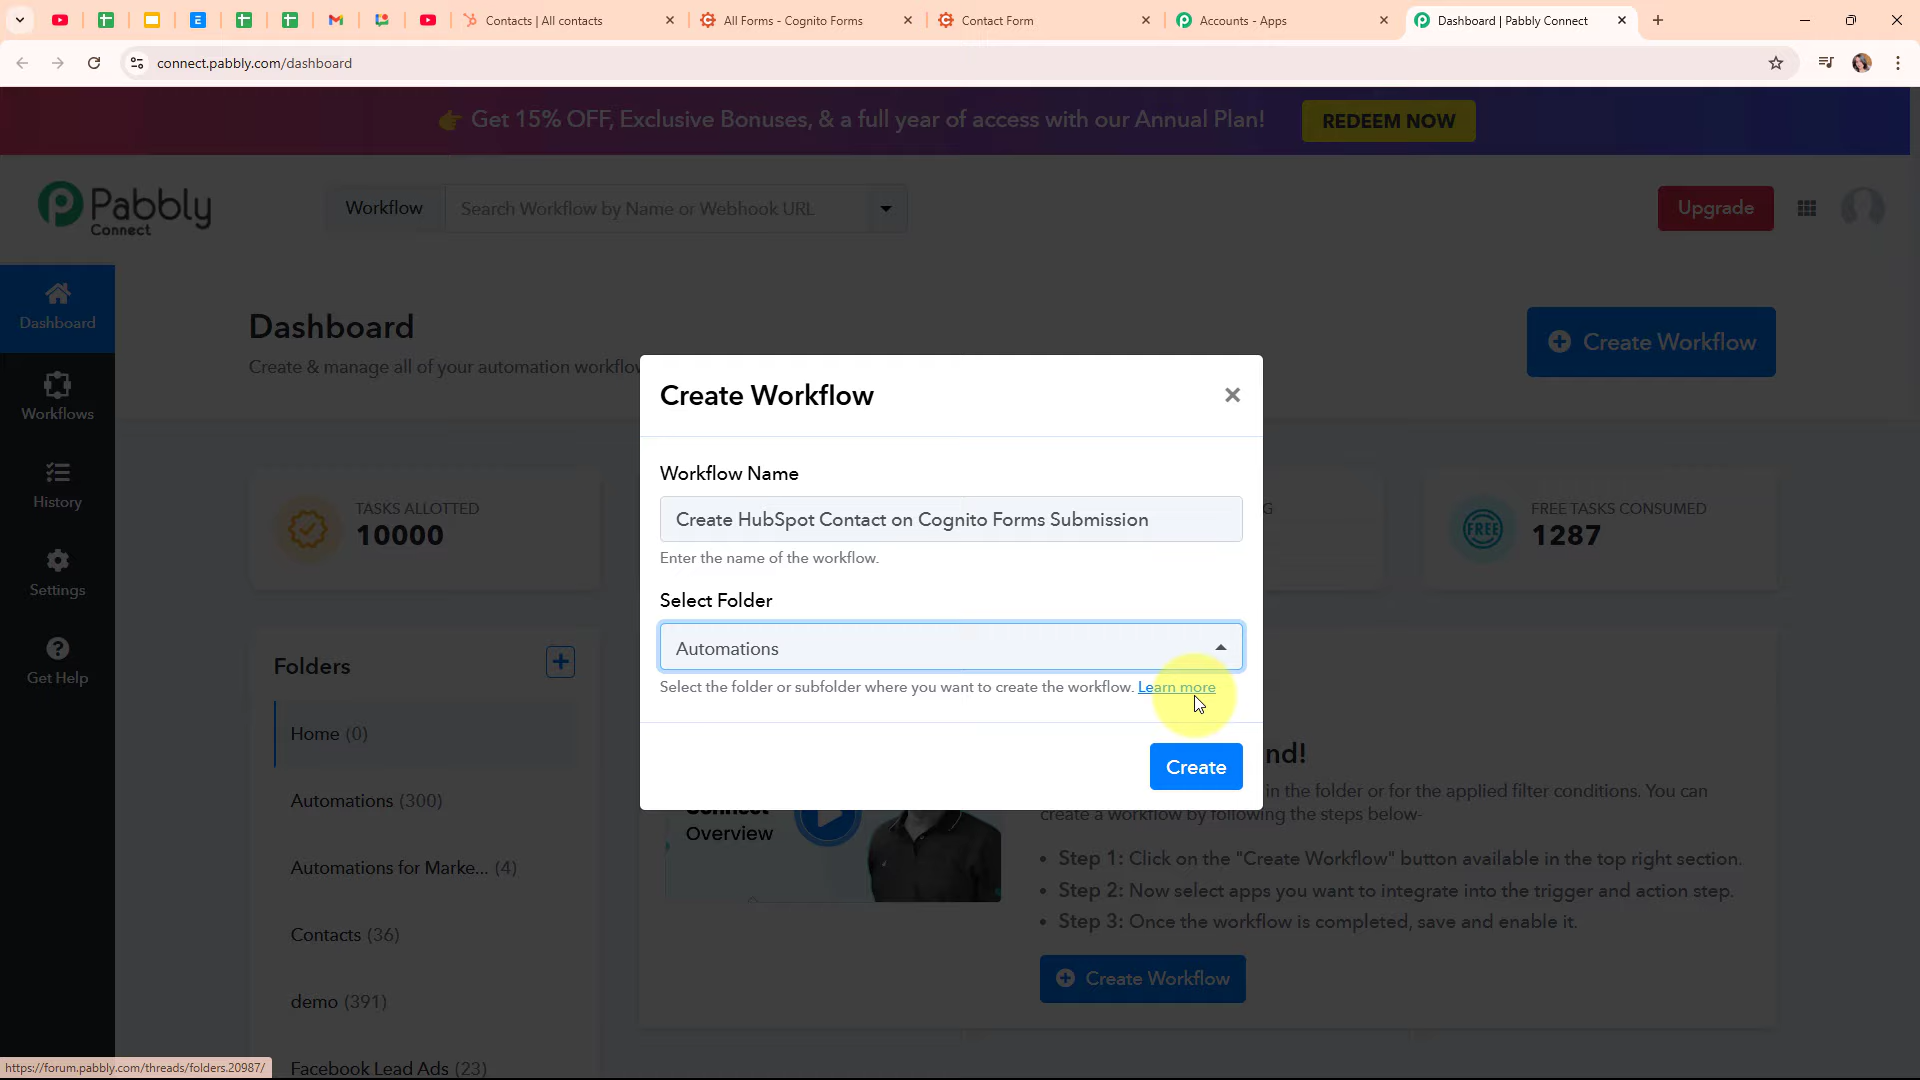 Contacts | All contacts
All Forms - Cognito Forms
Contact Form
Accounts - Apps
Dashboard | Pabbly Connect
connect.pabbly.com/dashboard
Get 15% OFF, Exclusive Bonuses, & a full year of access with our Annual Plan!
REDEEM NOW
Pabbly
Connect
Workflow
Search Workflow by Name or Webhook URL
Upgrade
Dashboard
Workflows
History
Settings
Get Help
Dashboard
Create & manage all of your automation workflo
Create Workflow
TASKS ALLOTTED
10000
G
FREE TASKS CONSUMED
1287
FREE
Folders
Home (0)
Automations (300)
Automations for Marke... (4)
Contacts (36)
demo (391)
Facebook Lead Ads (23)
Create Workflow
Workflow Name
Create HubSpot Contact on Cognito Forms Submission
Enter the name of the workflow.
Select Folder
Automations
Select the folder or subfolder where you want to create the workflow. Learn more
Create
Connect
Overview
nd!
in the folder or for the applied filter conditions. You can
create a workflow by following the steps below-
Step 1: Click on the "Create Workflow" button available in the top right section.
Step 2: Now select apps you want to integrate into the trigger and action step.
Step 3: Once the workflow is completed, save and enable it.
Create Workflow
https://forum.pabbly.com/threads/folders.20987/